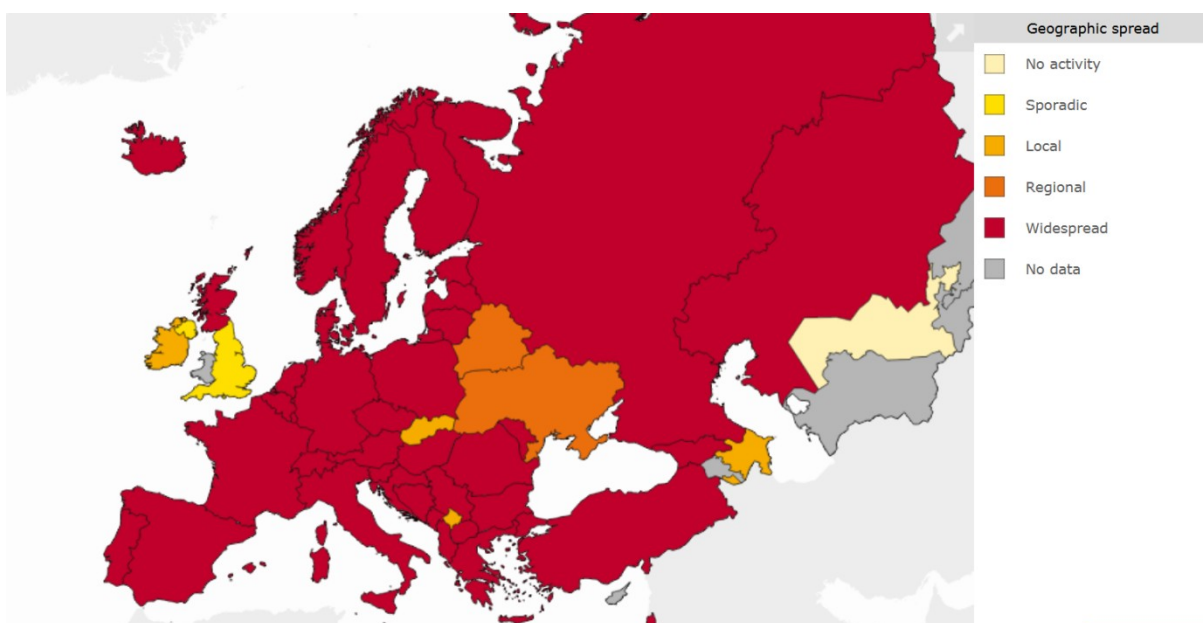 Geographic spread
No activity
Sporadic
Local
Regional
Widespread
No data